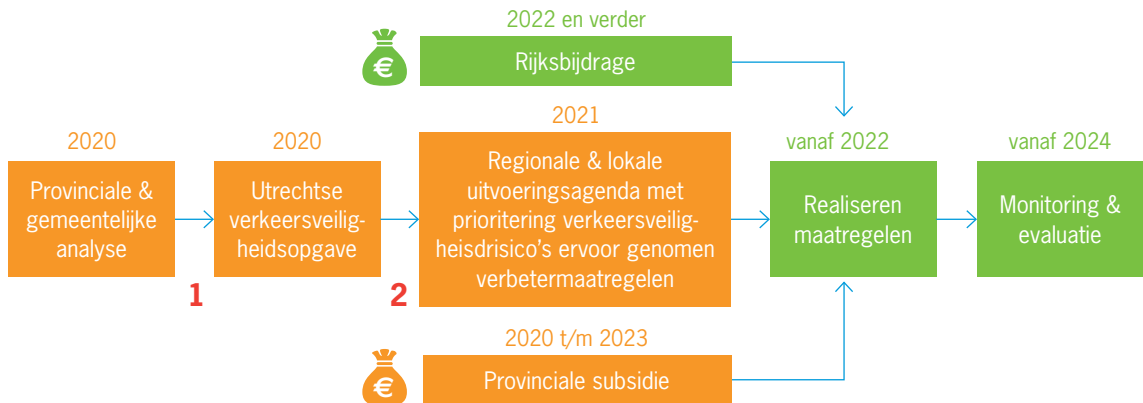 2022 en verder
€
Rijksbijdrage
2020
Provinciale &
gemeentelijke
analyse
1
2020
Utrechtse
verkeersveilig-
heidsopgave
2
2021
Regionale & lokale
uitvoeringsagenda met
prioritering verkeersveilig-
heisdrisico’s ervoor genomen
verbetermaatregelen
vanaf 2022
Realiseren
maatregelen
vanaf 2024
Monitoring &
evaluatie
2020 t/m 2023
€
Provinciale subsidie